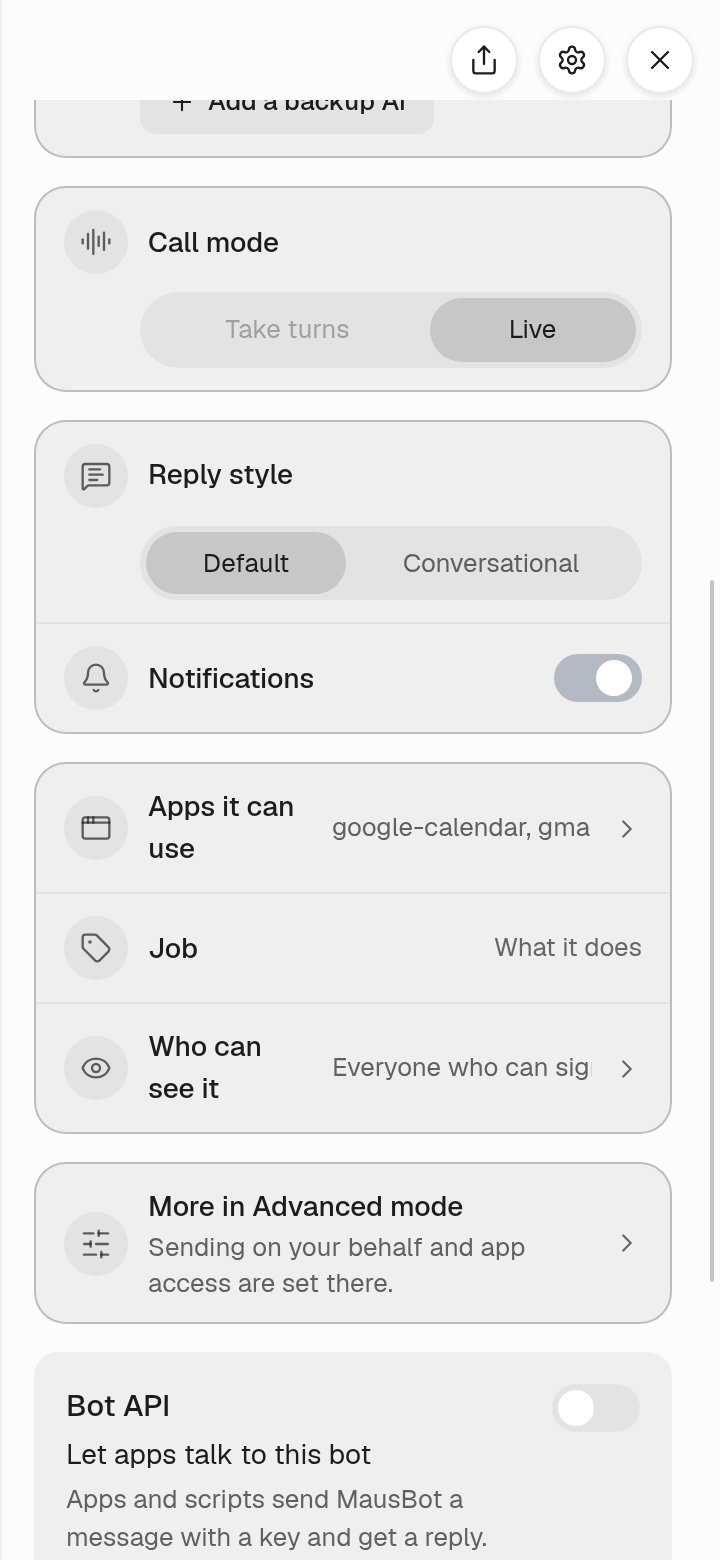 + Add a backup AI
Call mode
Take turns
Live
Reply style
Default
Conversational
Notifications
Apps it can
use
google-calendar, gma
Job
What it does
Who can
see it
Everyone who can sig
More in Advanced mode
Sending on your behalf and app
access are set there.
Bot API
Let apps talk to this bot
Apps and scripts send MausBot a
message with a key and get a reply.